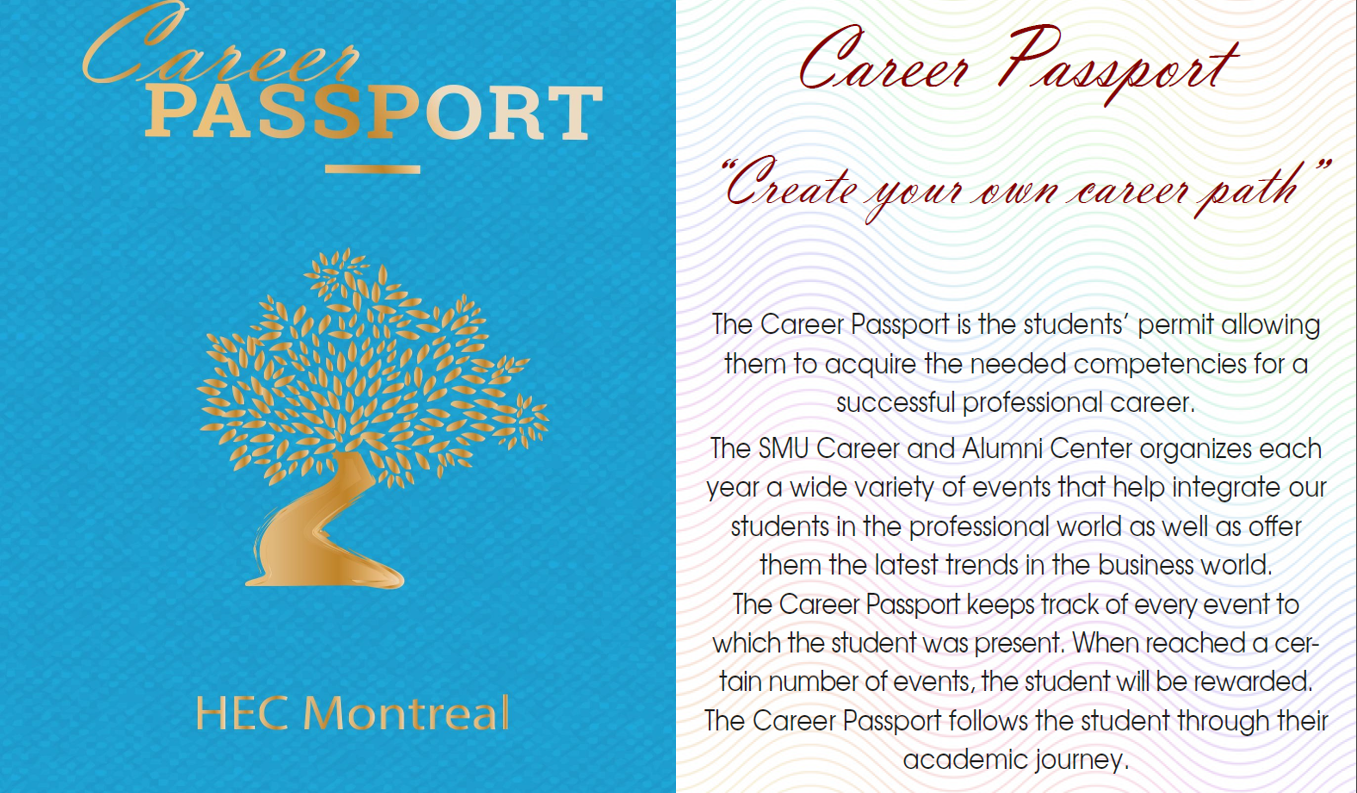 Career
PASSPORT
HEC Montreal
Career Passport
“Create your own career path”
The Career Passport is the students’ permit allowing
them to acquire the needed competencies for a
successful professional career.
The SMU Career and Alumni Center organizes each
year a wide variety of events that help integrate our
students in the professional world as well as offer
them the latest trends in the business world.
The Career Passport keeps track of every event to
which the student was present. When reached a cer-
tain number of events, the student will be rewarded.
The Career Passport follows the student through their
academic journey.